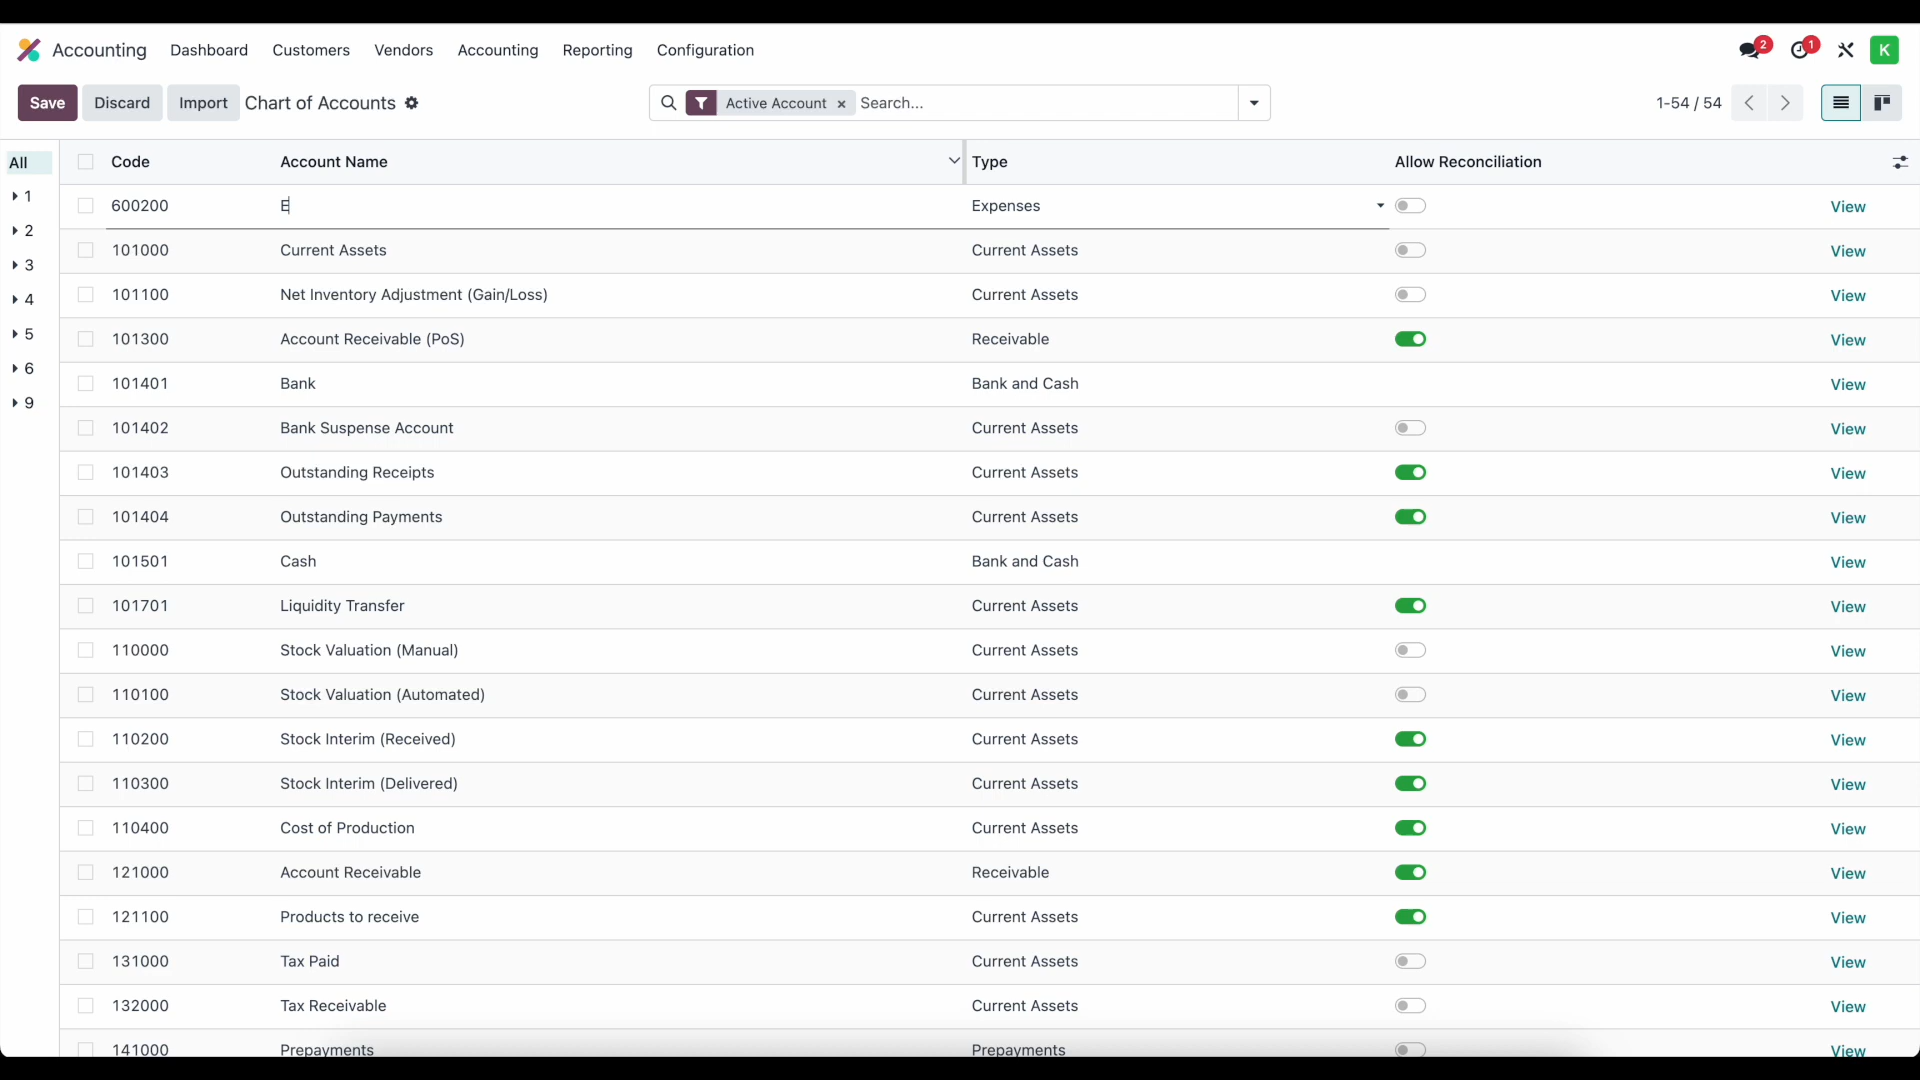 Accounting Dashboard Customers Vendors Accounting Reporting Configuration 2 1 K
Save Discard Import Chart of Accounts Active Account × Search... 1-54 / 54
All Code Account Name Type Allow Reconciliation
1
2
3
4
5
6
9
600200 E Expenses View
101000 Current Assets Current Assets View
101100 Net Inventory Adjustment (Gain/Loss) Current Assets View
101300 Account Receivable (PoS) Receivable View
101401 Bank Bank and Cash View
101402 Bank Suspense Account Current Assets View
101403 Outstanding Receipts Current Assets View
101404 Outstanding Payments Current Assets View
101501 Cash Bank and Cash View
101701 Liquidity Transfer Current Assets View
110000 Stock Valuation (Manual) Current Assets View
110100 Stock Valuation (Automated) Current Assets View
110200 Stock Interim (Received) Current Assets View
110300 Stock Interim (Delivered) Current Assets View
110400 Cost of Production Current Assets View
121000 Account Receivable Receivable View
121100 Products to receive Current Assets View
131000 Tax Paid Current Assets View
132000 Tax Receivable Current Assets View
141000 Prepayments Prepayments View